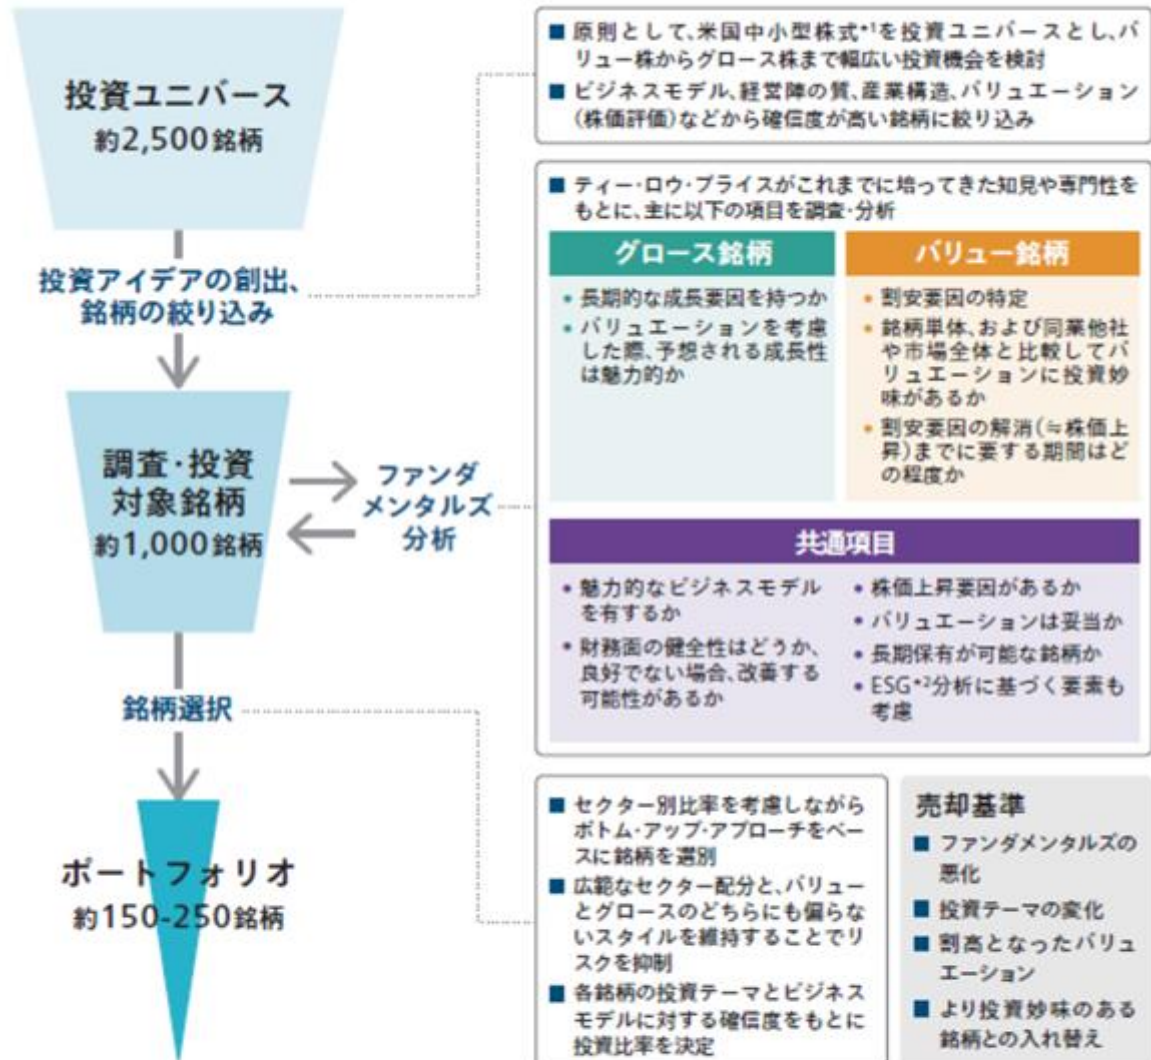 投資ユニバース
約2,500銘柄
投資アイデアの創出、
銘柄の絞り込み
調査・投資
対象銘柄
約1,000銘柄
ファンダ
メンタルズ
分析
銘柄選択
ポートフォリオ
約150-250銘柄
■ 原則として、米国中小型株式*1を投資ユニバースとし、バ
リュー株からグロース株まで幅広い投資機会を検討
■ ビジネスモデル、経営陣の質、産業構造、バリュエーション
(株価評価)などから確信度が高い銘柄に絞り込み
■ ティー・ロウ・プライスがこれまでに培ってきた知見や専門性を
もとに、主に以下の項目を調査・分析
グロース銘柄
• 長期的な成長要因を持つか
• バリュエーションを考慮
した際、予想される成長性
は魅力的か
バリュー銘柄
• 割安要因の特定
• 銘柄単体、および同業他社
や市場全体と比較してバ
リュエーションに投資妙
味があるか
• 割安要因の解消(≒株価上
昇)までに要する期間はど
の程度か
共通項目
• 魅力的なビジネスモデル
を有するか
• 財務面の健全性はどうか、
良好でない場合、改善する
可能性があるか
• 株価上昇要因があるか
• バリュエーションは妥当か
• 長期保有が可能な銘柄か
• ESG*2分析に基づく要素も
考慮
■ セクター別比率を考慮しながら
ボトム・アップ・アプローチをベー
スに銘柄を選別
■ 広範なセクター配分と、バリュー
とグロースのどちらにも偏らな
いスタイルを維持することでリ
スクを抑制
■ 各銘柄の投資テーマとビジネス
モデルに対する確信度をもとに
投資比率を決定
売却基準
■ ファンダメンタルズの
悪化
■ 投資テーマの変化
■ 割高となったバリュ
エーション
■ より投資妙味のある
銘柄との入れ替え